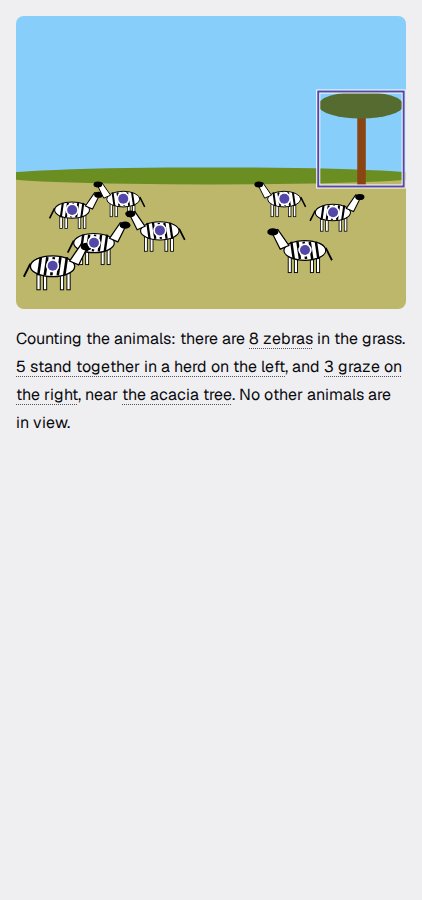 Counting the animals: there are 8 zebras in the grass.
5 stand together in a herd on the left, and 3 graze on
the right, near the acacia tree. No other animals are
in view.